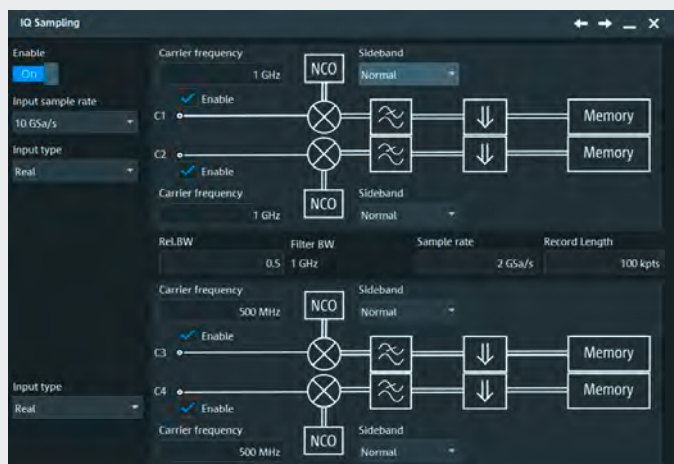 IQ Sampling
Enable
On
Input sample rate
10 GSa/s
Input type
Real
Carrier frequency
1 GHz
NCO
Sideband
Normal
Enable
C1
Memory
C2
Memory
Enable
Carrier frequency
1 GHz
NCO
Sideband
Normal
Rel.BW
0.5
Filter BW
1 GHz
Sample rate
2 GSa/s
Record Length
100 kpts
Carrier frequency
500 MHz
NCO
Sideband
Normal
Enable
C3
Memory
Input type
Real
C4
Memory
Enable
Carrier frequency
500 MHz
NCO
Sideband
Normal